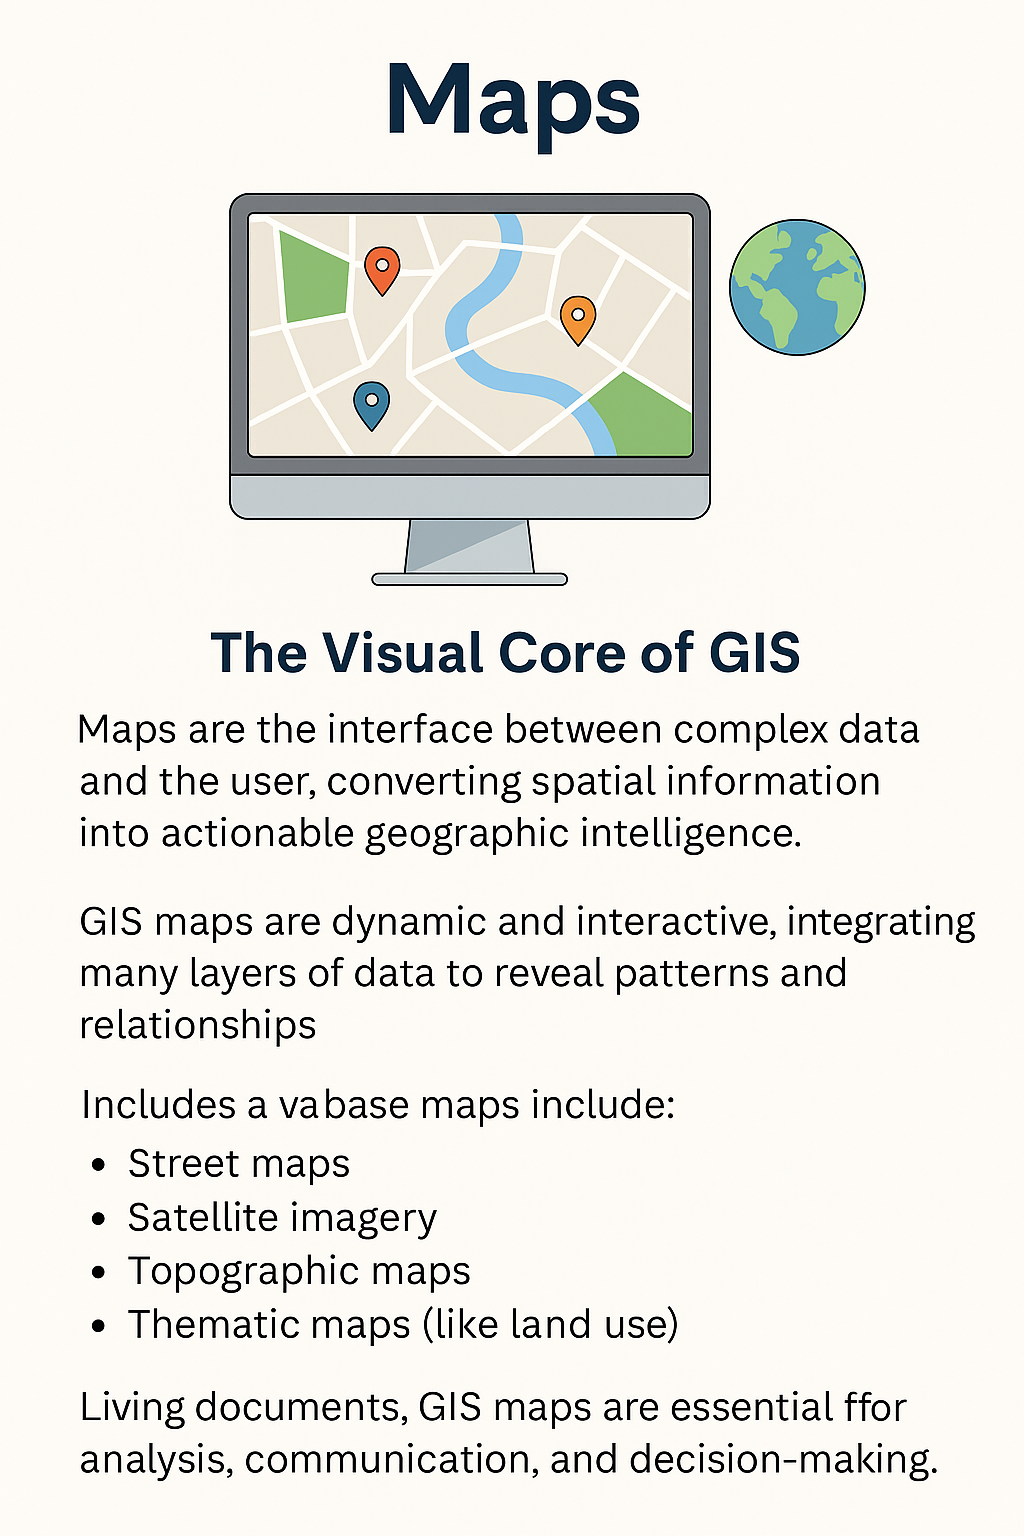 Maps
The Visual Core of GIS
Maps are the interface between complex data
and the user, converting spatial information
into actionable geographic intelligence.
GIS maps are dynamic and interactive, integrating
many layers of data to reveal patterns and
relationships
Includes a vabase maps include:
• Street maps
• Satellite imagery
• Topographic maps
• Thematic maps (like land use)
Living documents, GIS maps are essential ffor
analysis, communication, and decision-making.